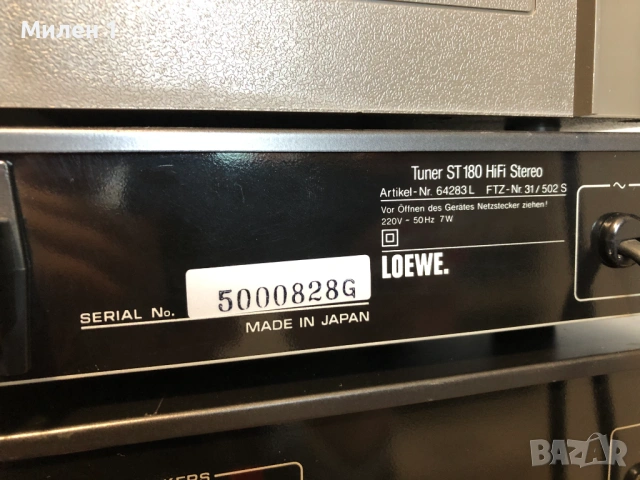 Милен !
Tuner ST 180 HiFi Stereo
Artikel-Nr. 64283 L FTZ-Nr. 31/502 S
Vor Öffnen des Gerätes Netzstecker ziehen!
220V ~ 50Hz 7W
LOEWE.
SERIAL No. 5000828G
MADE IN JAPAN
BAZAR